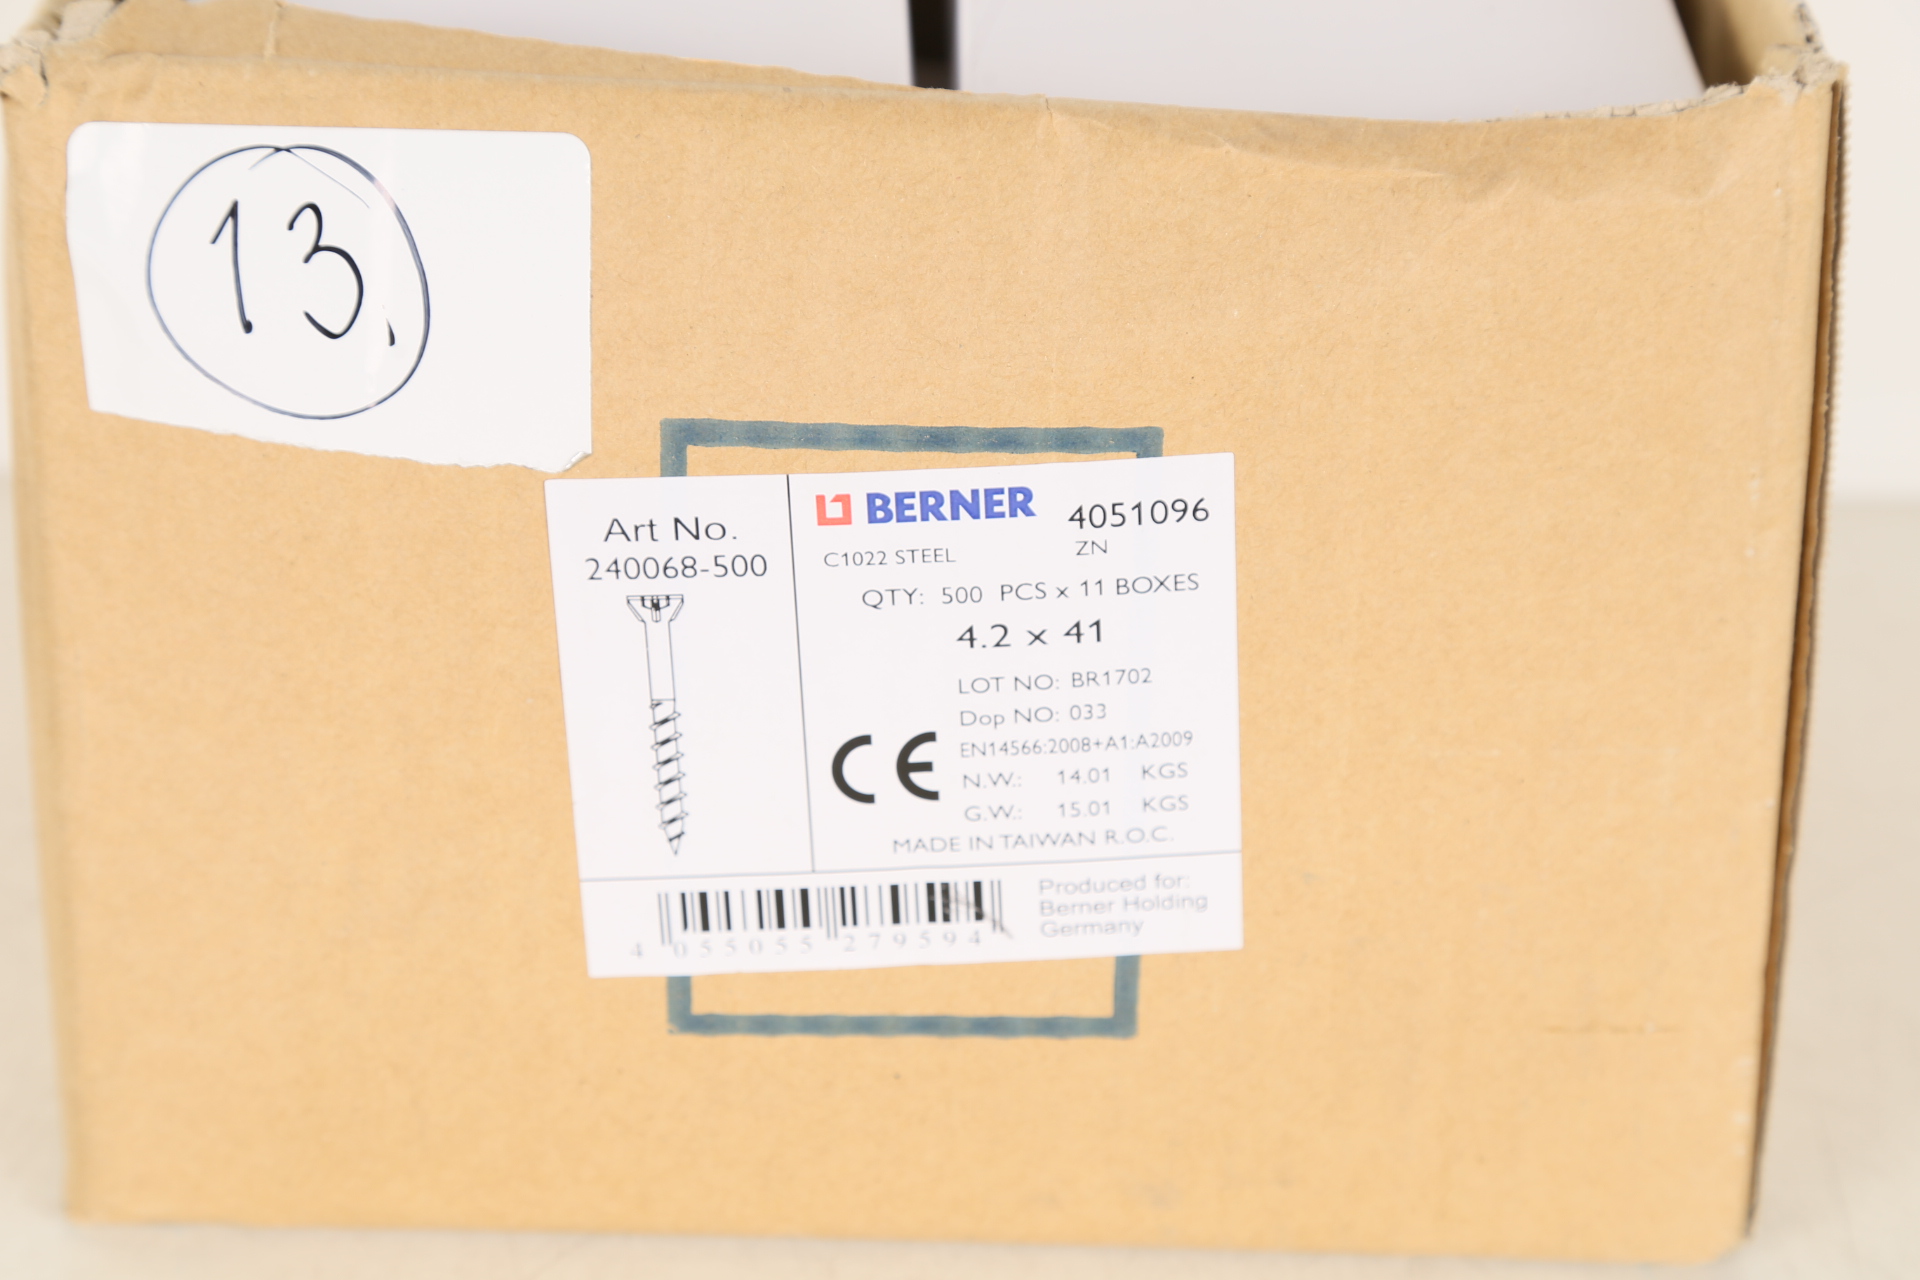 13.
Art No.
240068-500
BERNER
4051096
C1022 STEEL
ZN
QTY: 500 PCS x 11 BOXES
4.2 x 41
LOT NO: BR1702
Dop NO: 033
CE
EN14566:2008+A1:A2009
N.W.: 14.01 KGS
G.W.: 15.01 KGS
MADE IN TAIWAN R.O.C.
4 055055 279594
Produced for:
Berner Holding
Germany